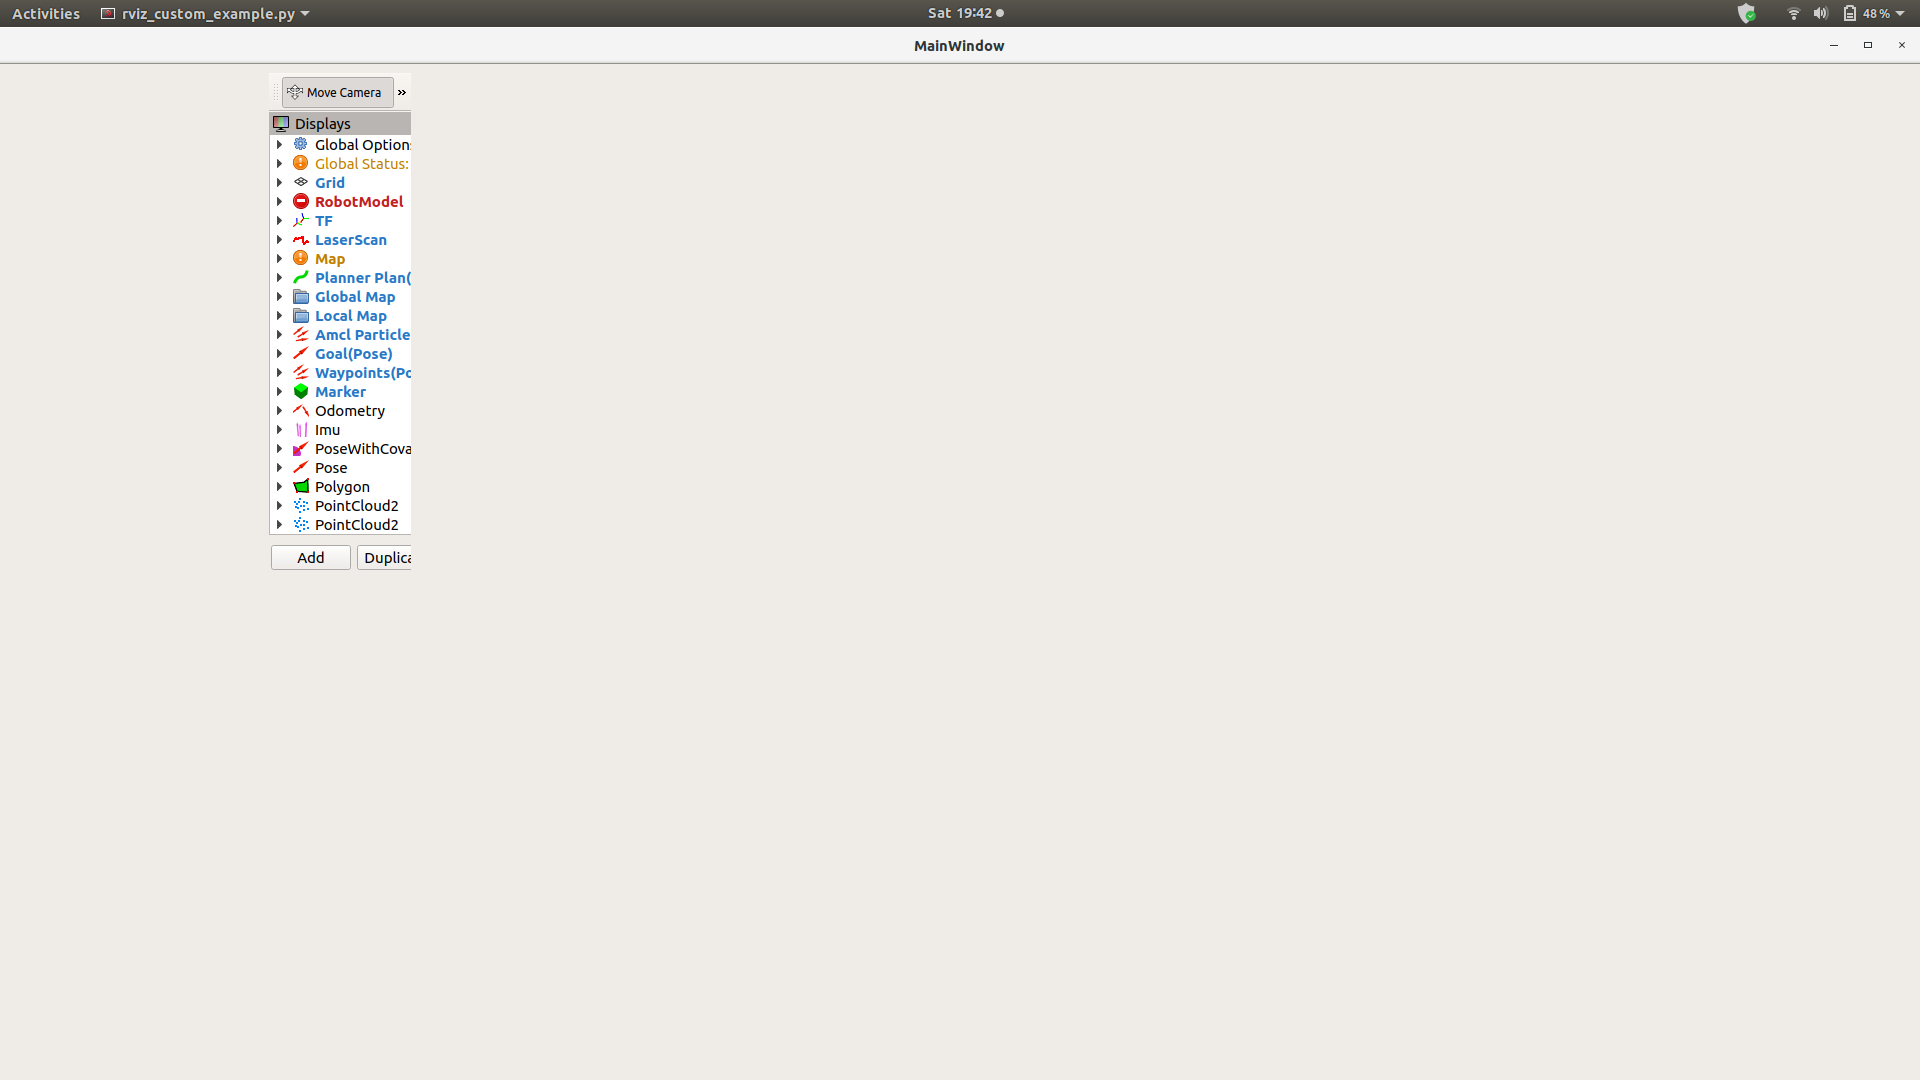 Activities rviz_custom_example.py Sat 19:42 48 %
MainWindow
Move Camera »
Displays
Global Option
Global Status:
Grid
RobotModel
TF
LaserScan
Map
Planner Plan(
Global Map
Local Map
Amcl Particle
Goal(Pose)
Waypoints(Po
Marker
Odometry
Imu
PoseWithCova
Pose
Polygon
PointCloud2
PointCloud2
Add Duplica